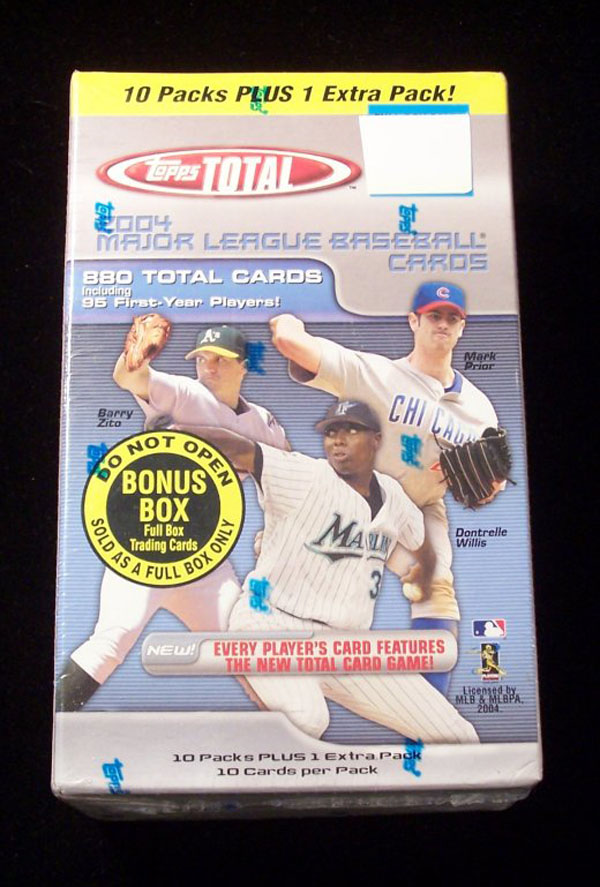 10 Packs PLUS 1 Extra Pack!
Topps TOTAL
2004
MAJOR LEAGUE BASEBALL®
CARDS
880 TOTAL CARDS
Including
95 First-Year Players!
A's
C
Mark
Prior
Barry
Zito
CHICAG
F
DO NOT OPEN
BONUS
BOX
Full Box
Trading Cards
SOLD AS A FULL BOX ONLY
MARLIN
3
Dontrelle
Willis
NEW!
EVERY PLAYER'S CARD FEATURES
THE NEW TOTAL CARD GAME!
Licensed by
MLB & MLBPA.
2004
10 Packs PLUS 1 Extra Pack
10 Cards per Pack